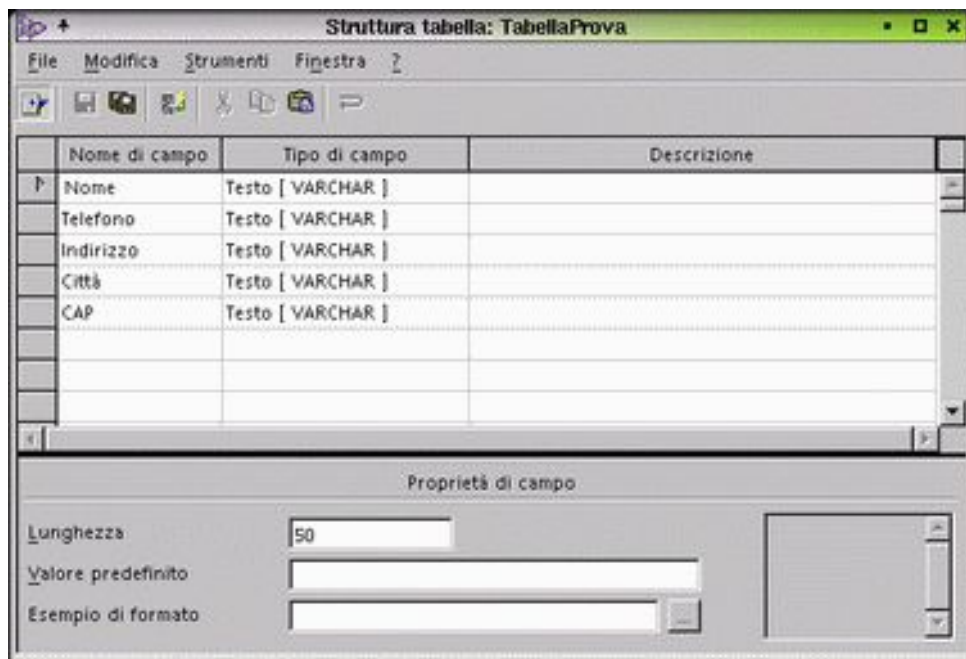 Struttura tabella: TabellaProva
File Modifica Strumenti Finestra ?
Nome di campo Tipo di campo Descrizione
Nome Testo [ VARCHAR ]
Telefono Testo [ VARCHAR ]
Indirizzo Testo [ VARCHAR ]
Città Testo [ VARCHAR ]
CAP Testo [ VARCHAR ]
Proprietà di campo
Lunghezza 50
Valore predefinito
Esempio di formato ...